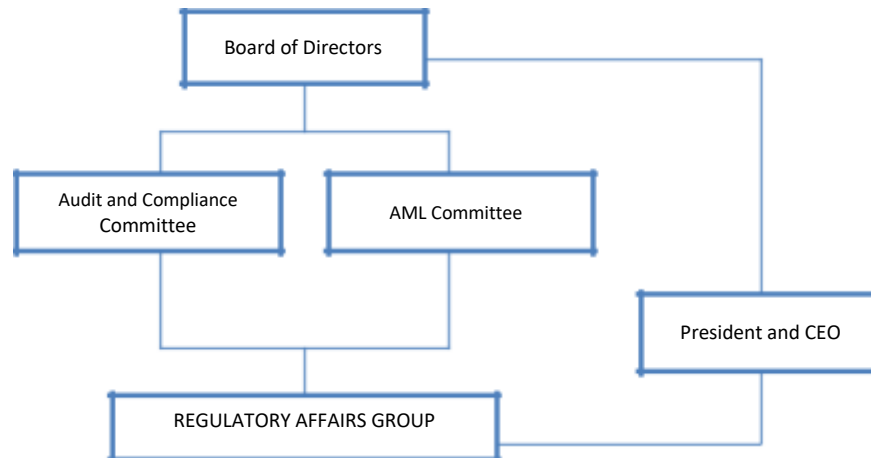 Board of Directors
Audit and Compliance
Committee
AML Committee
President and CEO
REGULATORY AFFAIRS GROUP